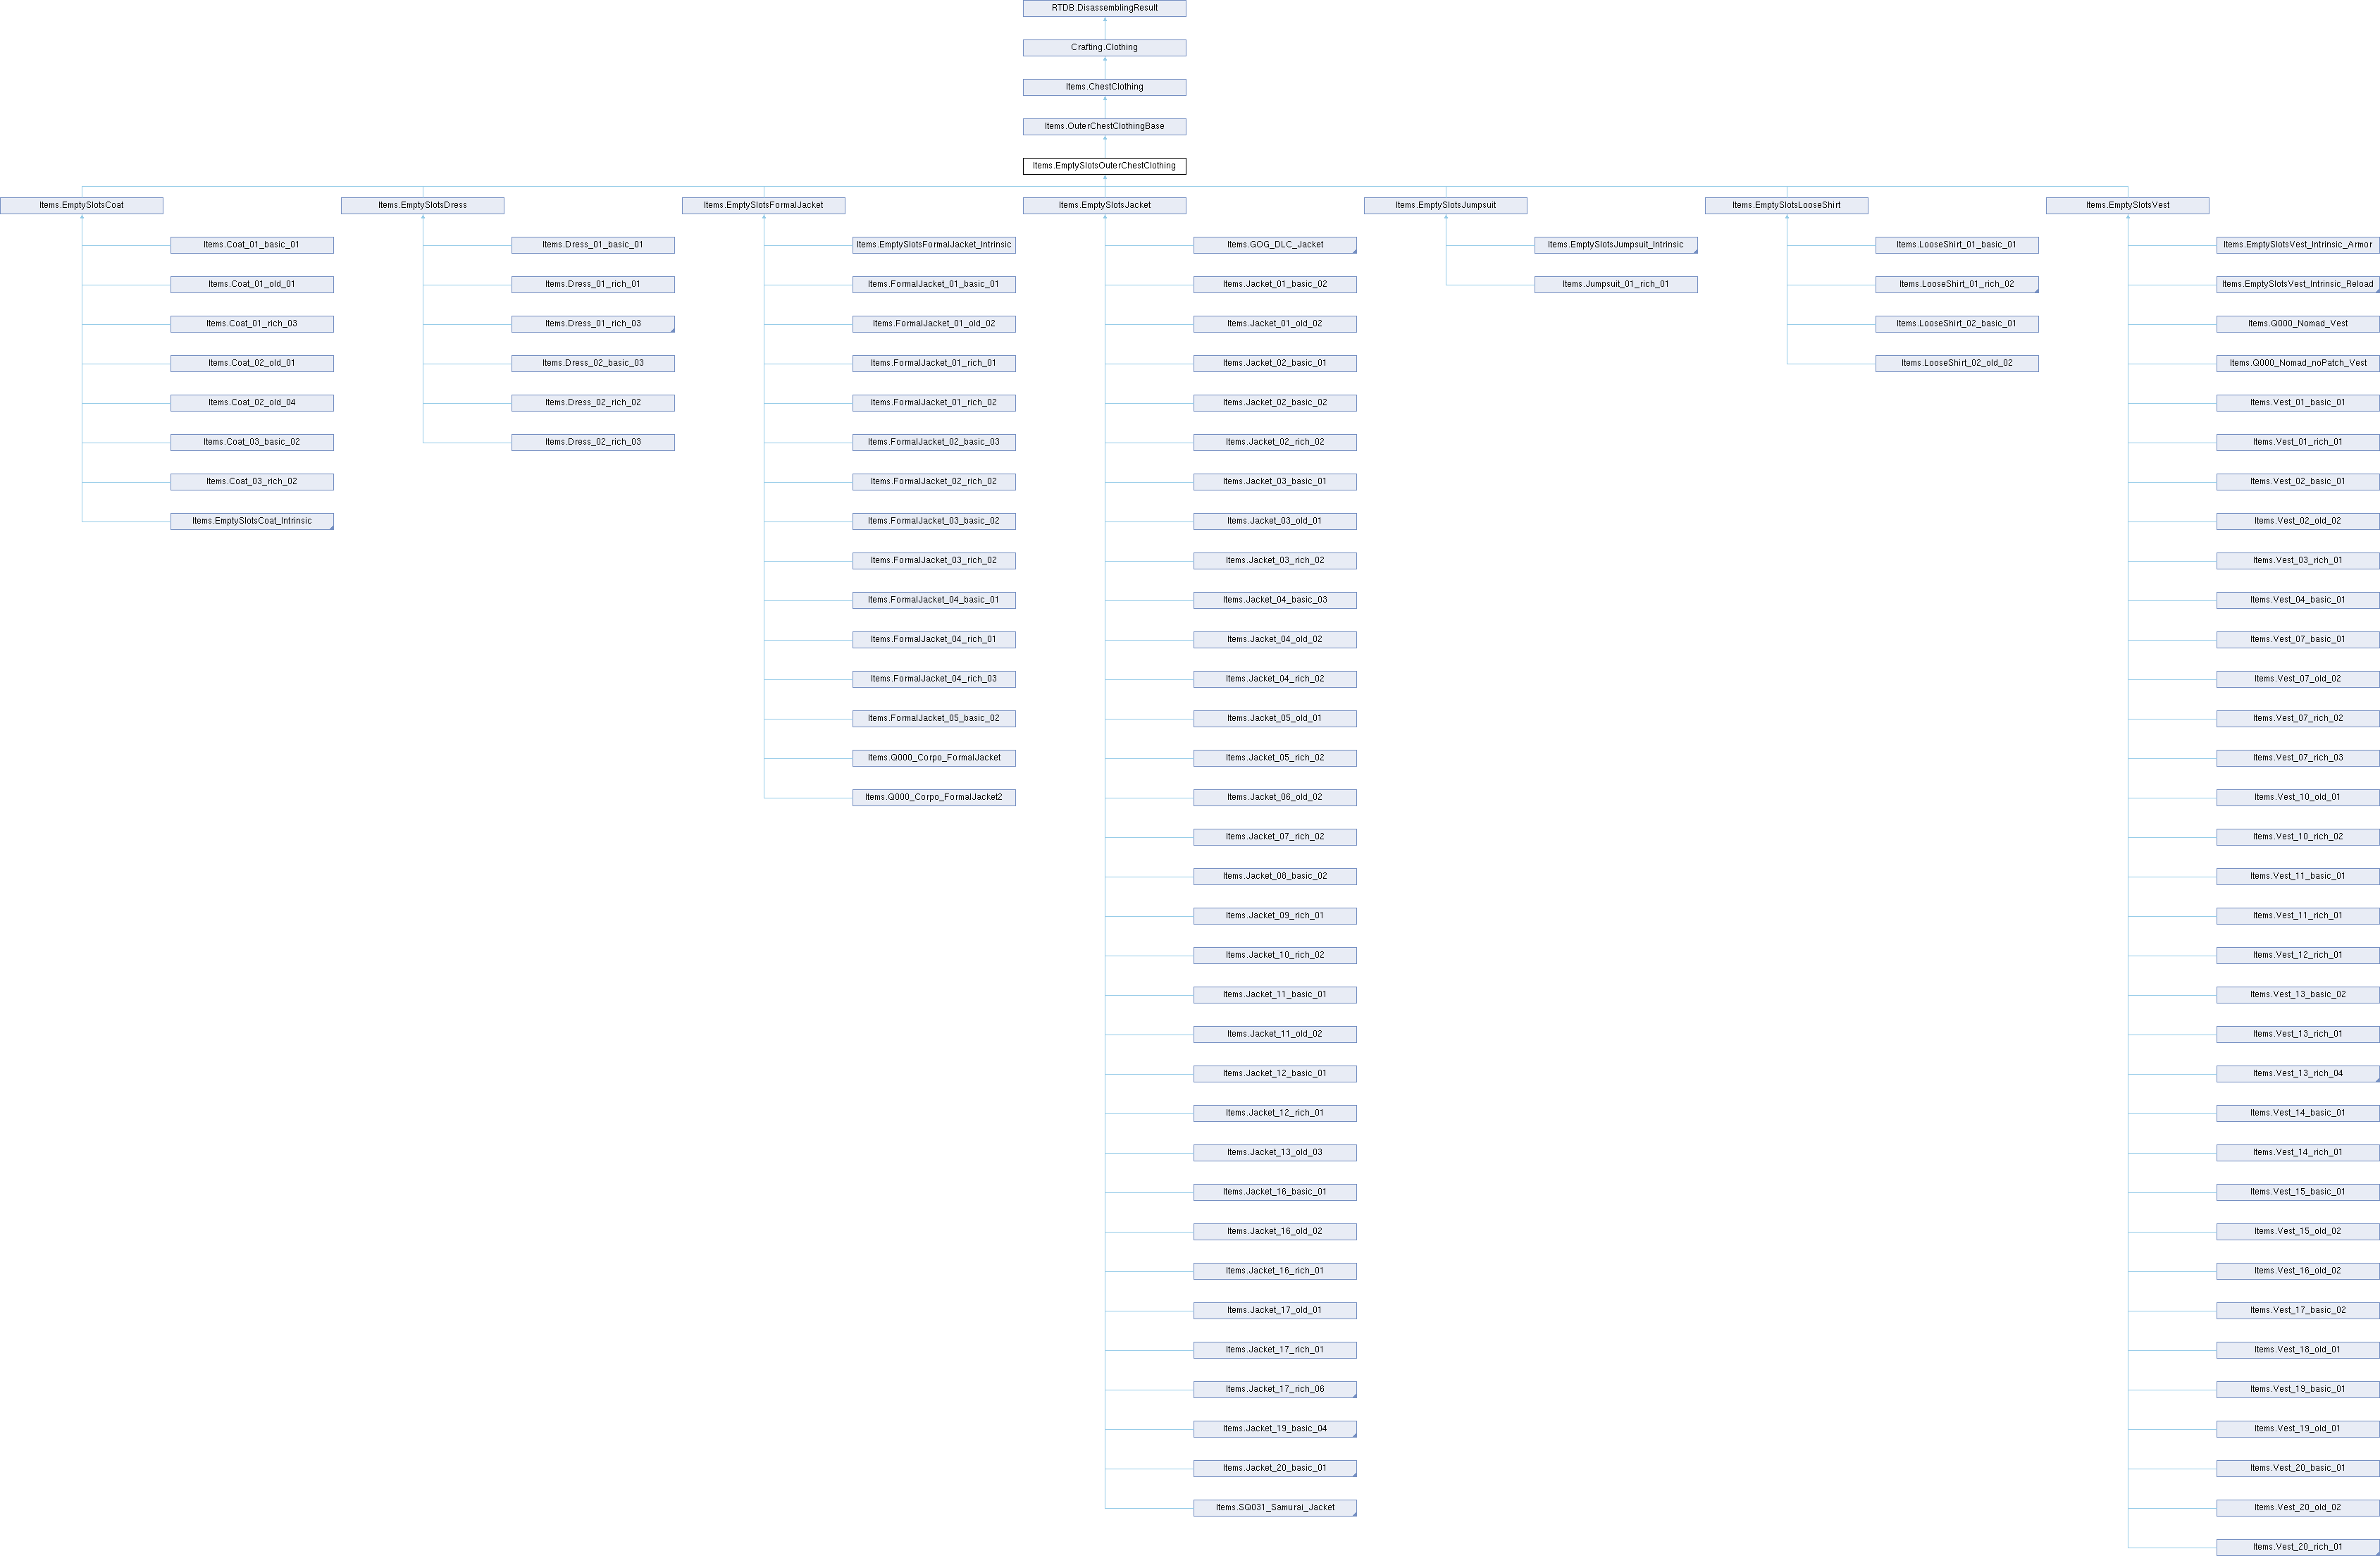 RTDB.DisassemblingResult
Crafting.Clothing
Items.ChestClothing
Items.OuterChestClothingBase
Items.EmptySlotsOuterChestClothing
Items.EmptySlotsCoat
Items.EmptySlotsDress
Items.EmptySlotsFormalJacket
Items.EmptySlotsJacket
Items.EmptySlotsJumpsuit
Items.EmptySlotsLooseShirt
Items.EmptySlotsVest
Items.Coat_01_basic_01
Items.Coat_01_old_01
Items.Coat_01_rich_03
Items.Coat_02_old_01
Items.Coat_02_old_04
Items.Coat_03_basic_02
Items.Coat_03_rich_02
Items.EmptySlotsCoat_Intrinsic
Items.Dress_01_basic_01
Items.Dress_01_rich_01
Items.Dress_01_rich_03
Items.Dress_02_basic_03
Items.Dress_02_rich_02
Items.Dress_02_rich_03
Items.EmptySlotsFormalJacket_Intrinsic
Items.FormalJacket_01_basic_01
Items.FormalJacket_01_old_02
Items.FormalJacket_01_rich_01
Items.FormalJacket_01_rich_02
Items.FormalJacket_02_basic_03
Items.FormalJacket_02_rich_02
Items.FormalJacket_03_basic_02
Items.FormalJacket_03_rich_02
Items.FormalJacket_04_basic_01
Items.FormalJacket_04_rich_01
Items.FormalJacket_04_rich_03
Items.FormalJacket_05_basic_02
Items.Q000_Corpo_FormalJacket
Items.Q000_Corpo_FormalJacket2
Items.GOG_DLC_Jacket
Items.Jacket_01_basic_02
Items.Jacket_01_old_02
Items.Jacket_02_basic_01
Items.Jacket_02_basic_02
Items.Jacket_02_rich_02
Items.Jacket_03_basic_01
Items.Jacket_03_old_01
Items.Jacket_03_rich_02
Items.Jacket_04_basic_03
Items.Jacket_04_old_02
Items.Jacket_04_rich_02
Items.Jacket_05_old_01
Items.Jacket_05_rich_02
Items.Jacket_06_old_02
Items.Jacket_07_rich_02
Items.Jacket_08_basic_02
Items.Jacket_09_rich_01
Items.Jacket_10_rich_02
Items.Jacket_11_basic_01
Items.Jacket_11_old_02
Items.Jacket_12_basic_01
Items.Jacket_12_rich_01
Items.Jacket_13_old_03
Items.Jacket_16_basic_01
Items.Jacket_16_old_02
Items.Jacket_16_rich_01
Items.Jacket_17_old_01
Items.Jacket_17_rich_01
Items.Jacket_17_rich_06
Items.Jacket_19_basic_04
Items.Jacket_20_basic_01
Items.SQ031_Samurai_Jacket
Items.EmptySlotsJumpsuit_Intrinsic
Items.Jumpsuit_01_rich_01
Items.LooseShirt_01_basic_01
Items.LooseShirt_01_rich_02
Items.LooseShirt_02_basic_01
Items.LooseShirt_02_old_02
Items.EmptySlotsVest_Intrinsic_Armor
Items.EmptySlotsVest_Intrinsic_Reload
Items.Q000_Nomad_Vest
Items.Q000_Nomad_noPatch_Vest
Items.Vest_01_basic_01
Items.Vest_01_rich_01
Items.Vest_02_basic_01
Items.Vest_02_old_02
Items.Vest_03_rich_01
Items.Vest_04_basic_01
Items.Vest_07_basic_01
Items.Vest_07_old_02
Items.Vest_07_rich_02
Items.Vest_07_rich_03
Items.Vest_10_old_01
Items.Vest_10_rich_02
Items.Vest_11_basic_01
Items.Vest_11_rich_01
Items.Vest_12_rich_01
Items.Vest_13_basic_02
Items.Vest_13_rich_01
Items.Vest_13_rich_04
Items.Vest_14_basic_01
Items.Vest_14_rich_01
Items.Vest_15_basic_01
Items.Vest_15_old_02
Items.Vest_16_old_02
Items.Vest_17_basic_02
Items.Vest_18_old_01
Items.Vest_19_basic_01
Items.Vest_19_old_01
Items.Vest_20_basic_01
Items.Vest_20_old_02
Items.Vest_20_rich_01